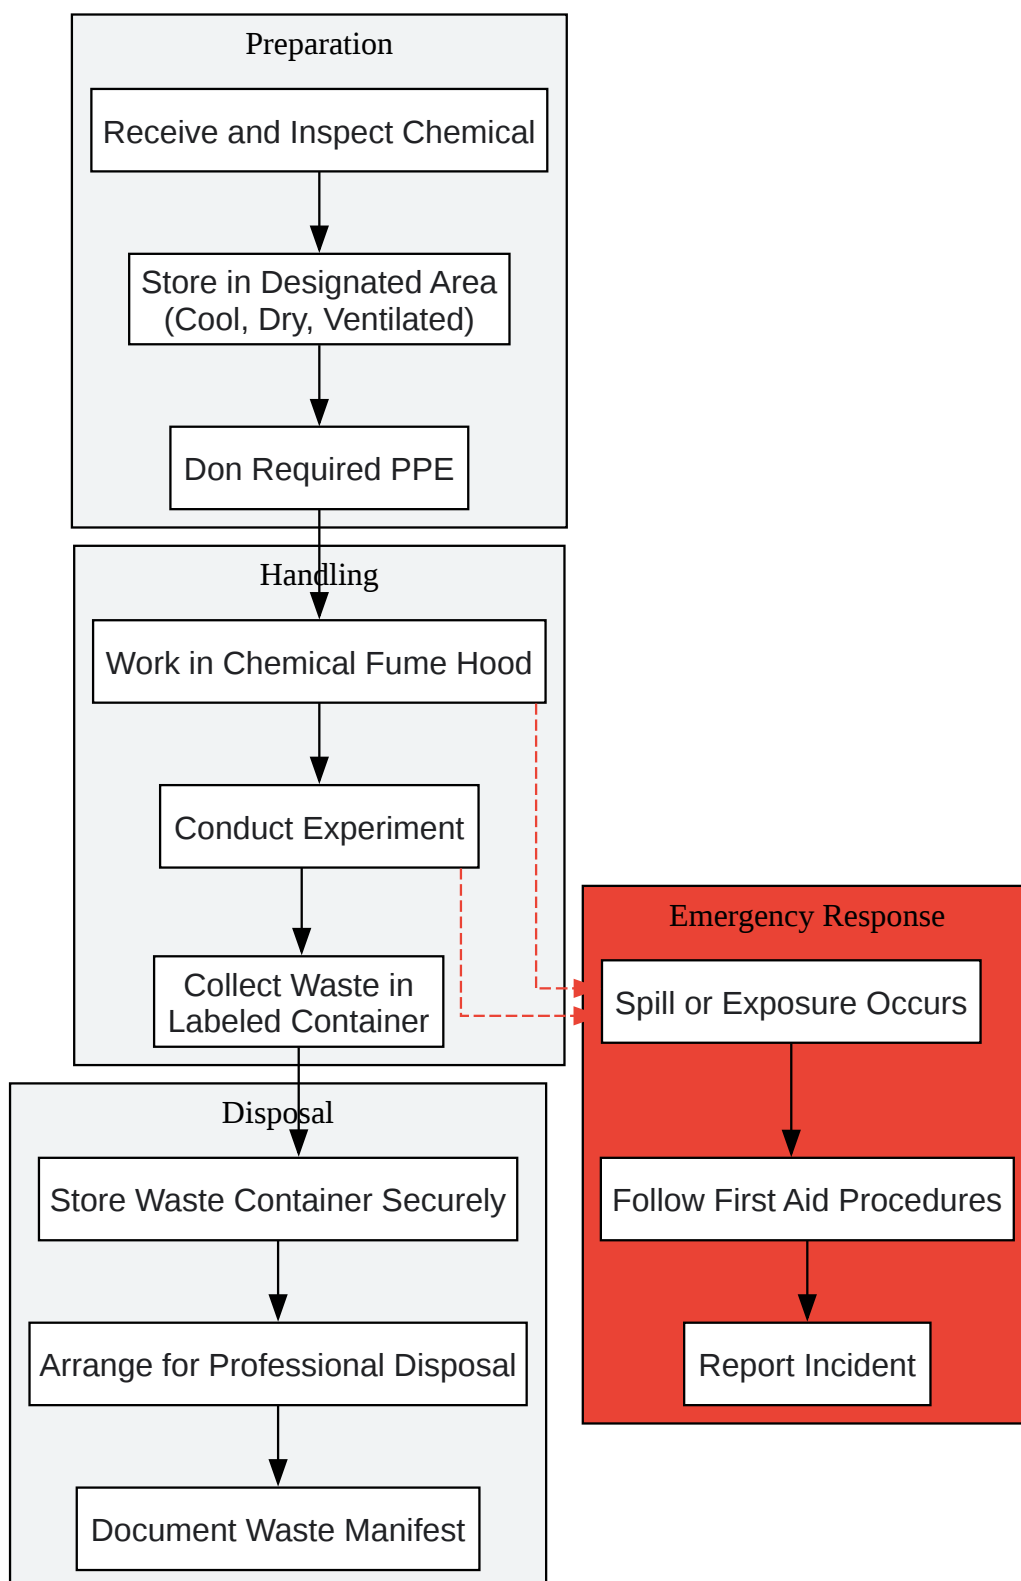 Preparation
Receive and Inspect Chemical
Store in Designated Area
(Cool, Dry, Ventilated)
Don Required PPE
Handling
Work in Chemical Fume Hood
Conduct Experiment
Collect Waste in
Labeled Container
Disposal
Store Waste Container Securely
Arrange for Professional Disposal
Document Waste Manifest
Emergency Response
Spill or Exposure Occurs
Follow First Aid Procedures
Report Incident